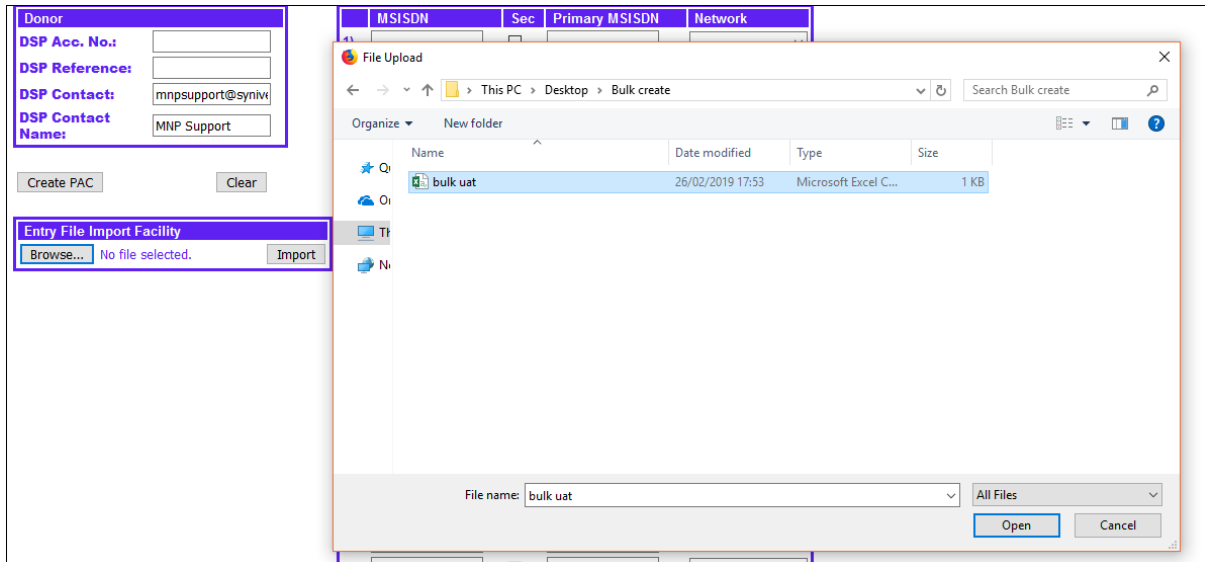 Donor
DSP Acc. No.:
DSP Reference:
DSP Contact: mnpsupport@synive
DSP Contact Name: MNP Support
Create PAC Clear
Entry File Import Facility
Browse... No file selected. Import
MSISDN Sec Primary MSISDN Network
1)
File Upload
This PC > Desktop > Bulk create
Search Bulk create
Organize New folder
Name Date modified Type Size
bulk uat 26/02/2019 17:53 Microsoft Excel C... 1 KB
File name: bulk uat All Files
Open Cancel